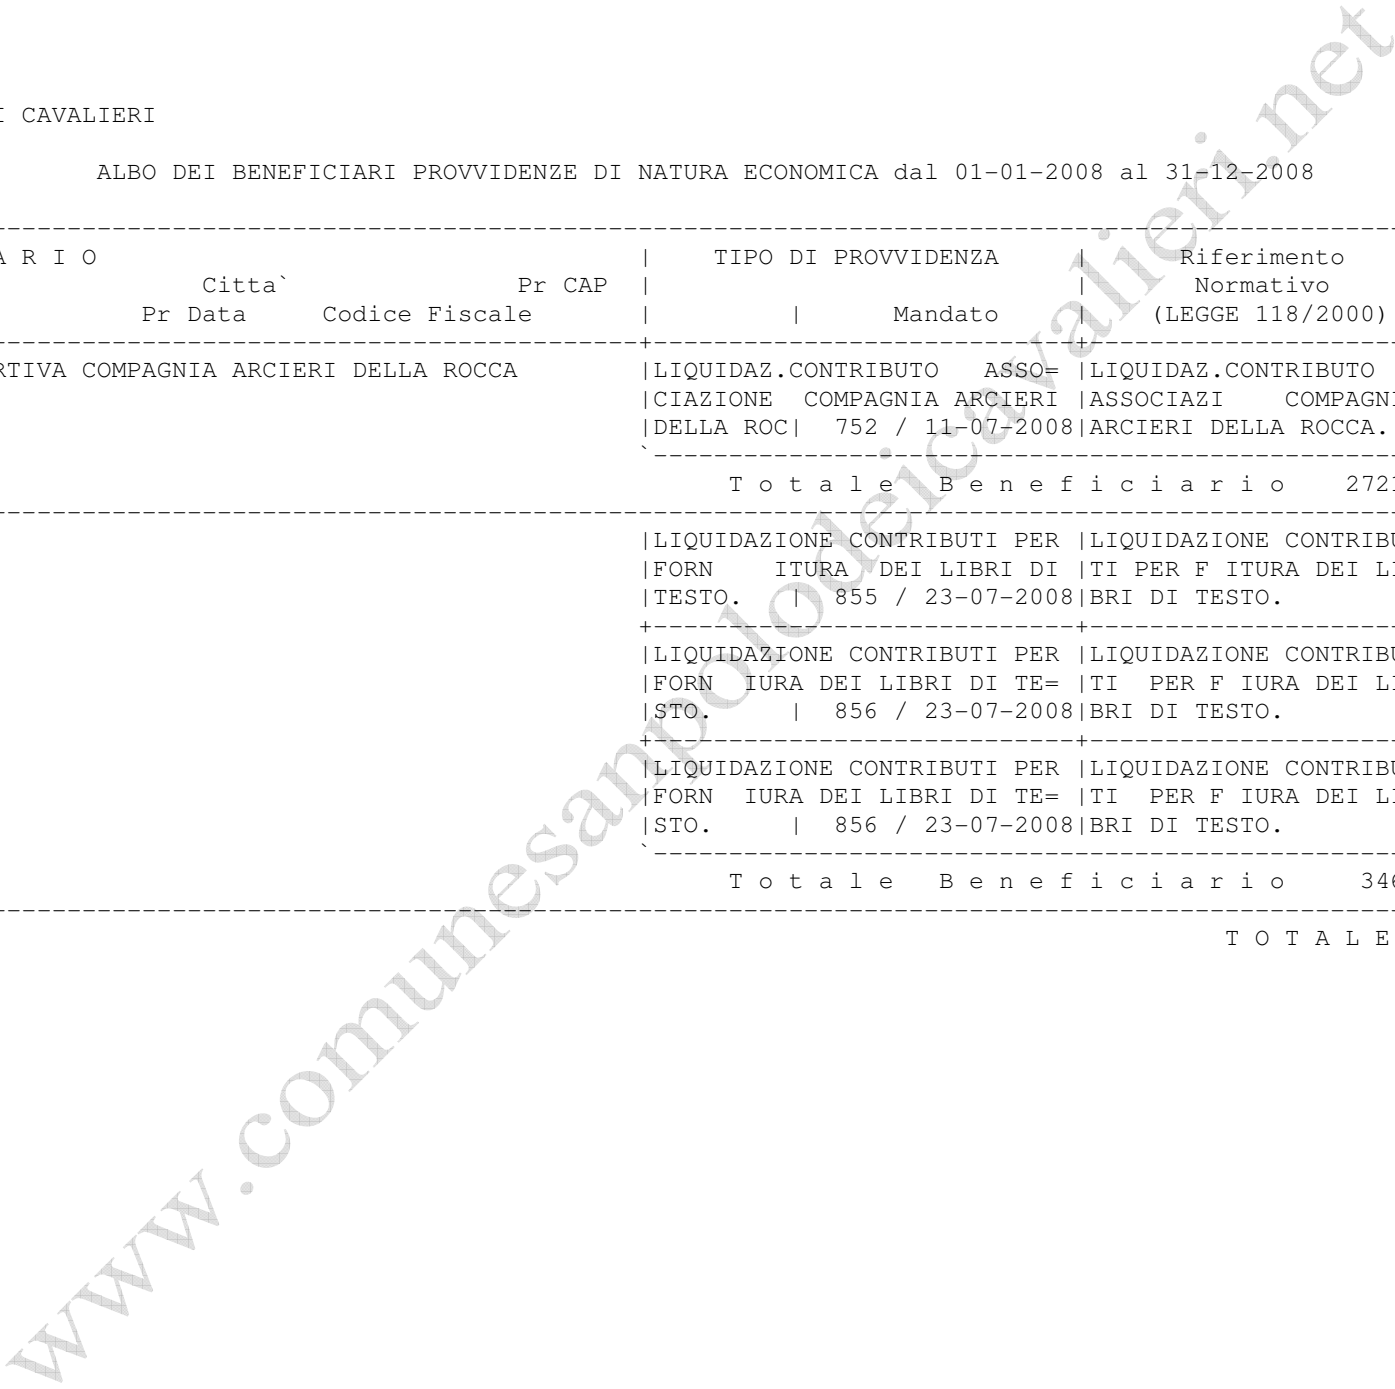 I CAVALIERI
ALBO DEI BENEFICIARI PROVVIDENZE DI NATURA ECONOMICA dal 01-01-2008 al 31-12-2008
A R I O | TIPO DI PROVVIDENZA | Riferimento
Citta` Pr CAP | | Normativo
Pr Data Codice Fiscale | | Mandato | (LEGGE 118/2000)
RTIVA COMPAGNIA ARCIERI DELLA ROCCA |LIQUIDAZ.CONTRIBUTO ASSO= |LIQUIDAZ.CONTRIBUTO
|CIAZIONE COMPAGNIA ARCIERI |ASSOCIAZI COMPAGNI
|DELLA ROC| 752 / 11-07-2008|ARCIERI DELLA ROCCA.
T o t a l e B e n e f i c i a r i o 2721
|LIQUIDAZIONE CONTRIBUTI PER |LIQUIDAZIONE CONTRIBU
|FORN ITURA DEI LIBRI DI |TI PER F ITURA DEI LI
|TESTO. | 855 / 23-07-2008|BRI DI TESTO.
|LIQUIDAZIONE CONTRIBUTI PER |LIQUIDAZIONE CONTRIBU
|FORN IURA DEI LIBRI DI TE= |TI PER F IURA DEI LI
|STO. | 856 / 23-07-2008|BRI DI TESTO.
|LIQUIDAZIONE CONTRIBUTI PER |LIQUIDAZIONE CONTRIBU
|FORN IURA DEI LIBRI DI TE= |TI PER F IURA DEI LI
|STO. | 856 / 23-07-2008|BRI DI TESTO.
T o t a l e B e n e f i c i a r i o 346
T O T A L E
www.comunesanpolodeicavalieri.net